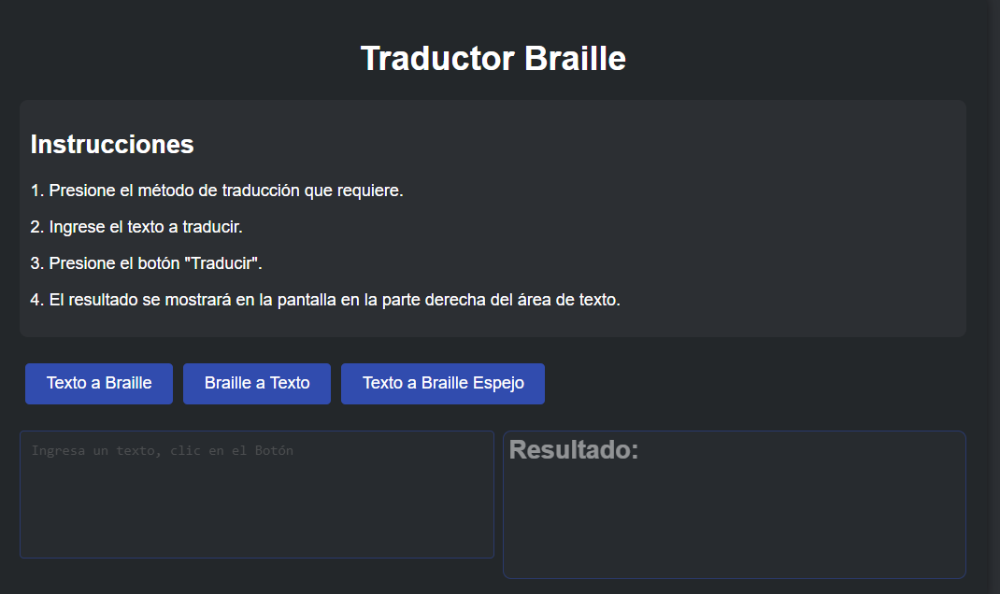 Traductor Braille
Instrucciones
1. Presione el método de traducción que requiere.
2. Ingrese el texto a traducir.
3. Presione el botón "Traducir".
4. El resultado se mostrará en la pantalla en la parte derecha del área de texto.
Texto a Braille
Braille a Texto
Texto a Braille Espejo
Ingresa un texto, clic en el Botón
Resultado: